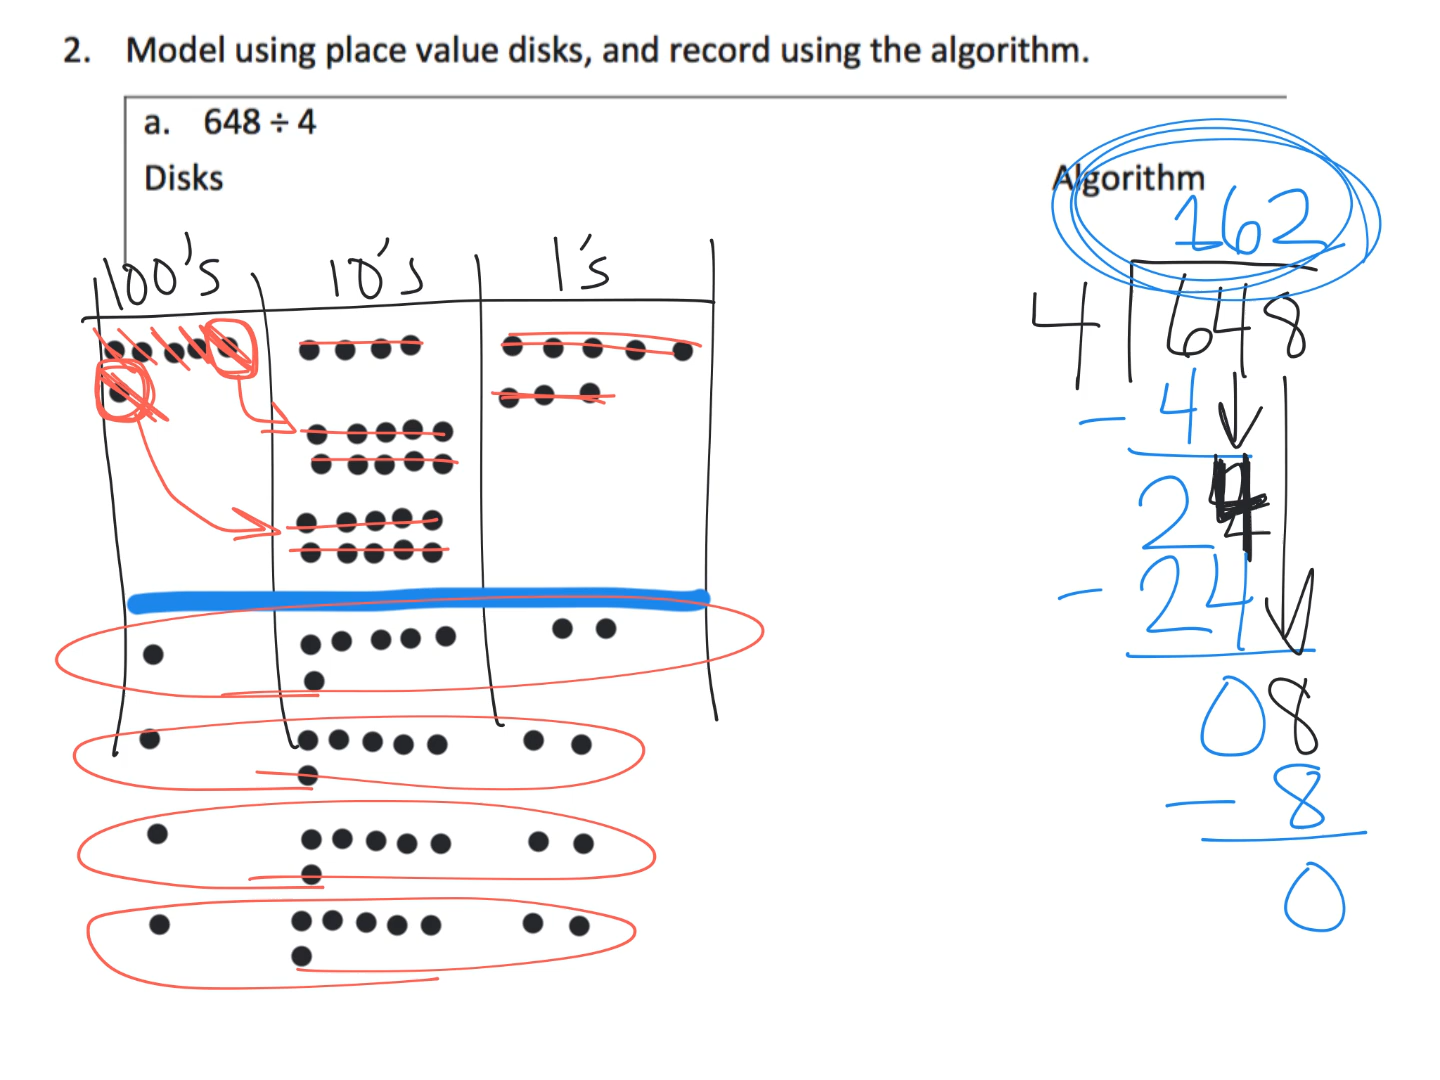 2. Model using place value disks, and record using the algorithm.
a. 648 ÷ 4
Disks
Algorithm
100's 10's 1's
162
4 648
- 4
24
- 24
08
- 8
0